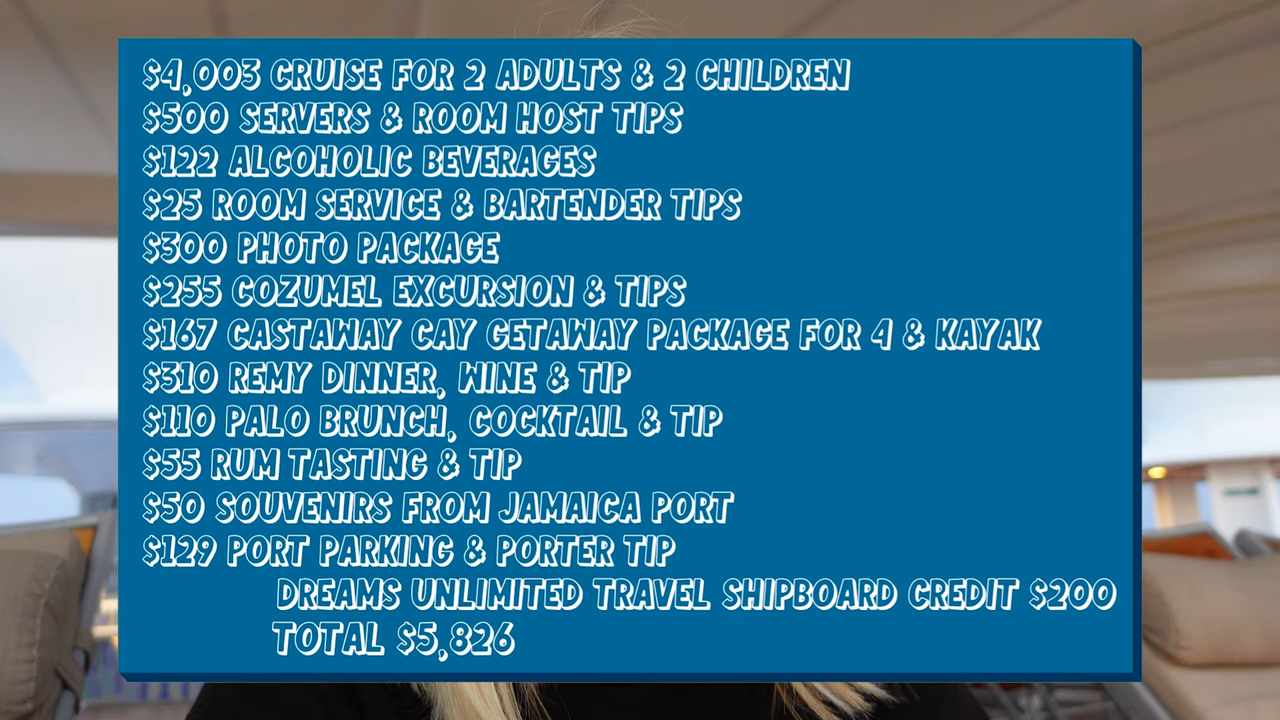 $4,003 CRUISE FOR 2 ADULTS & 2 CHILDREN
$500 SERVERS & ROOM HOST TIPS
$122 ALCOHOLIC BEVERAGES
$25 ROOM SERVICE & BARTENDER TIPS
$300 PHOTO PACKAGE
$255 COZUMEL EXCURSION & TIPS
$167 CASTAWAY CAY GETAWAY PACKAGE FOR 4 & KAYAK
$310 REMY DINNER, WINE & TIP
$110 PALO BRUNCH, COCKTAIL & TIP
$55 RUM TASTING & TIP
$50 SOUVENIRS FROM JAMAICA PORT
$129 PORT PARKING & PORTER TIP
DREAMS UNLIMITED TRAVEL SHIPBOARD CREDIT $200
TOTAL $5,826